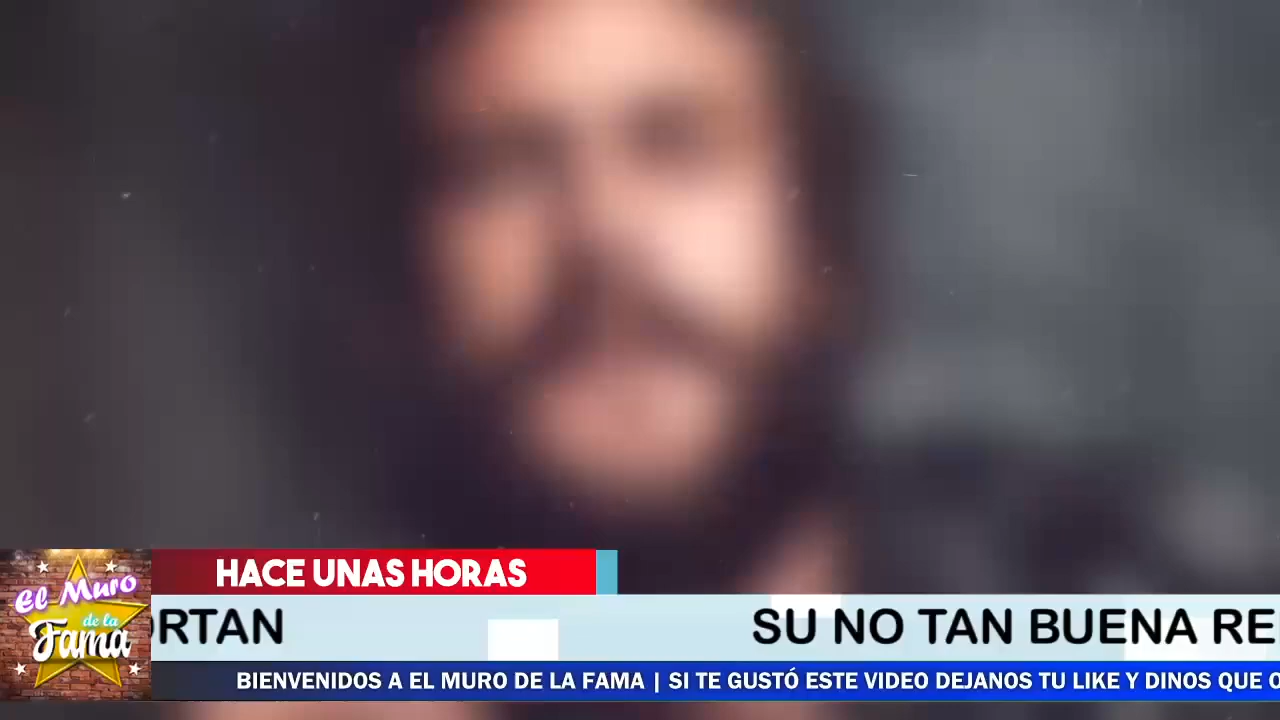 HACE UNAS HORAS
El Muro
de la
Fama
ORTAN SU NO TAN BUENA RE
BIENVENIDOS A EL MURO DE LA FAMA | SI TE GUSTÓ ESTE VIDEO DEJANOS TU LIKE Y DINOS QUE O